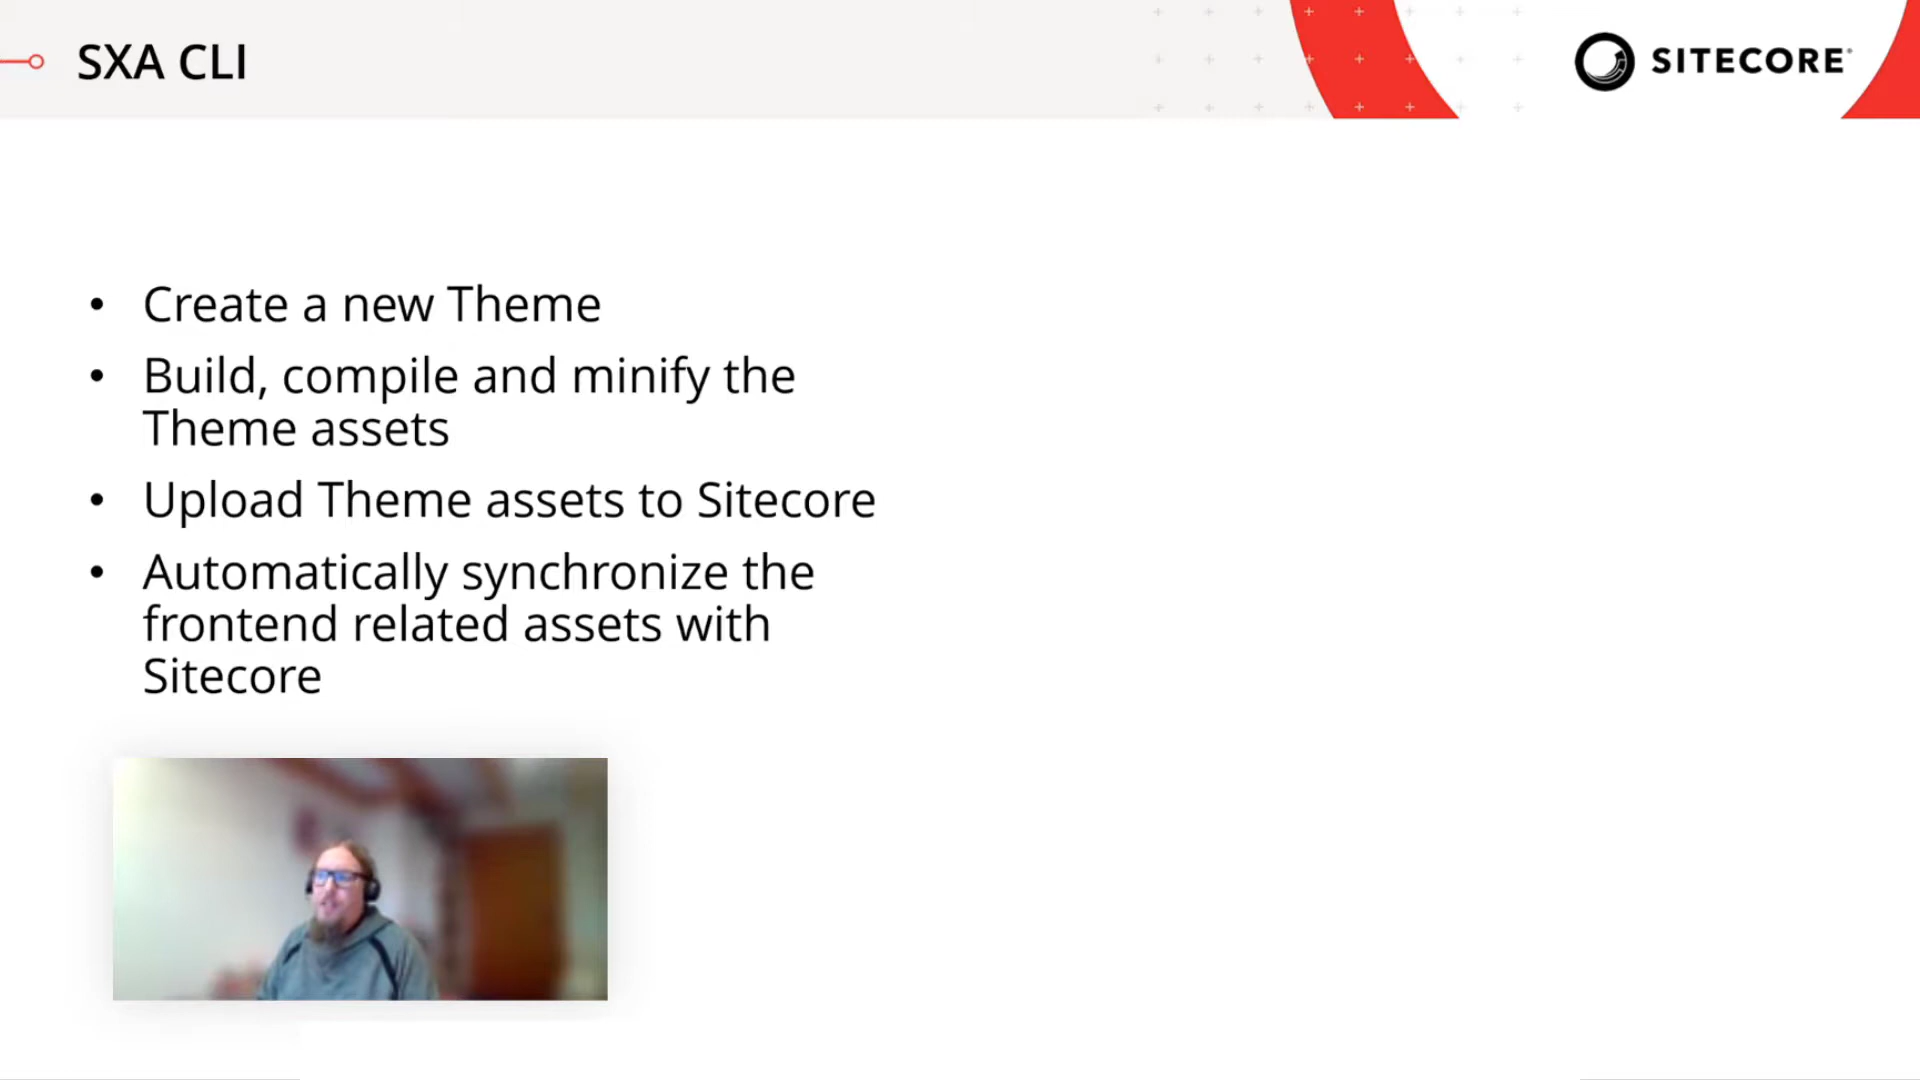 SXA CLI
SITECORE
• Create a new Theme
• Build, compile and minify the
Theme assets
• Upload Theme assets to Sitecore
• Automatically synchronize the
frontend related assets with
Sitecore